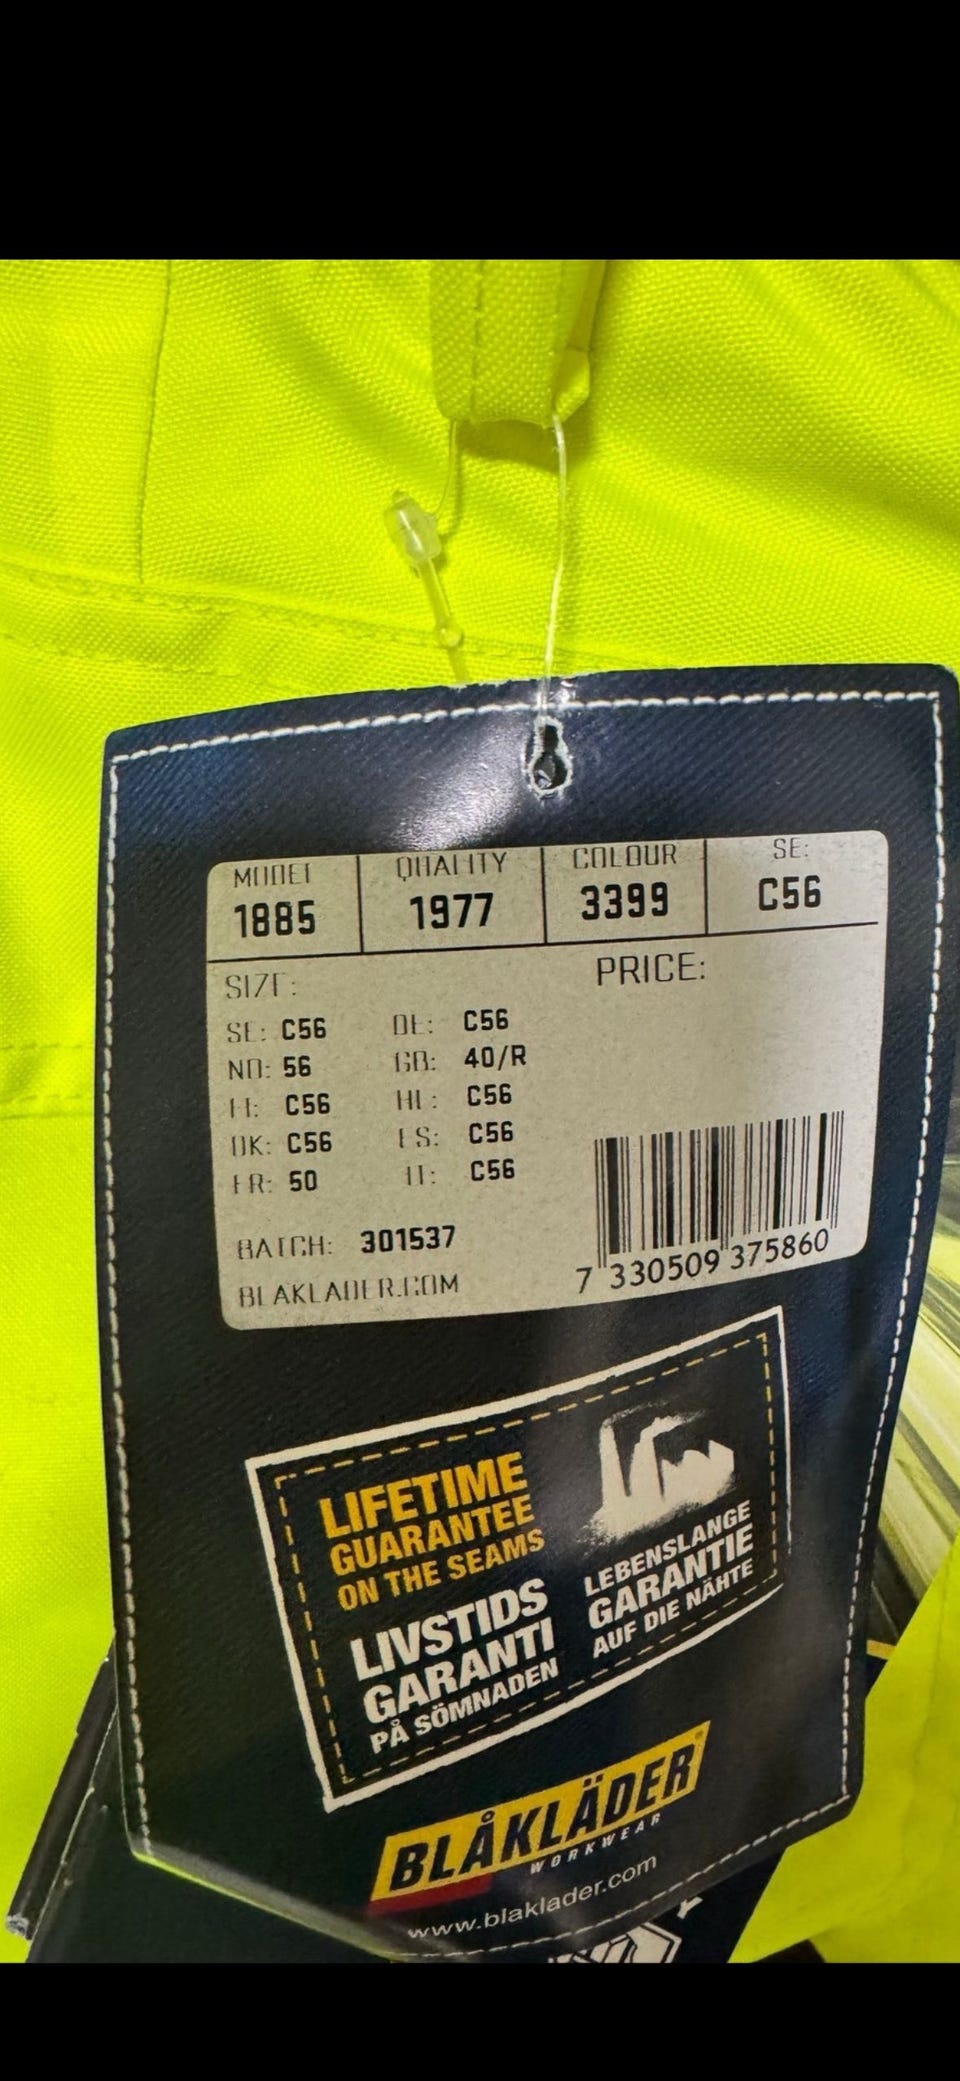 MODEL QUALITY COLOUR SE:
1885 1977 3399 C56
SIZE: PRICE:
SE: C56 DE: C56
NO: 56 GB: 40/R
FI: C56 NL: C56
DK: C56 ES: C56
FR: 50 IT: C56
BATCH: 301537
BLAKLADER.COM
7 330509 375860
LIFETIME
GUARANTEE
ON THE SEAMS
LIVSTIDS
GARANTI
PÅ SÖMNADEN
LEBENSLANGE
GARANTIE
AUF DIE NÄHTE
BLÅKLÄDER®
WORKWEAR
www.blaklader.com